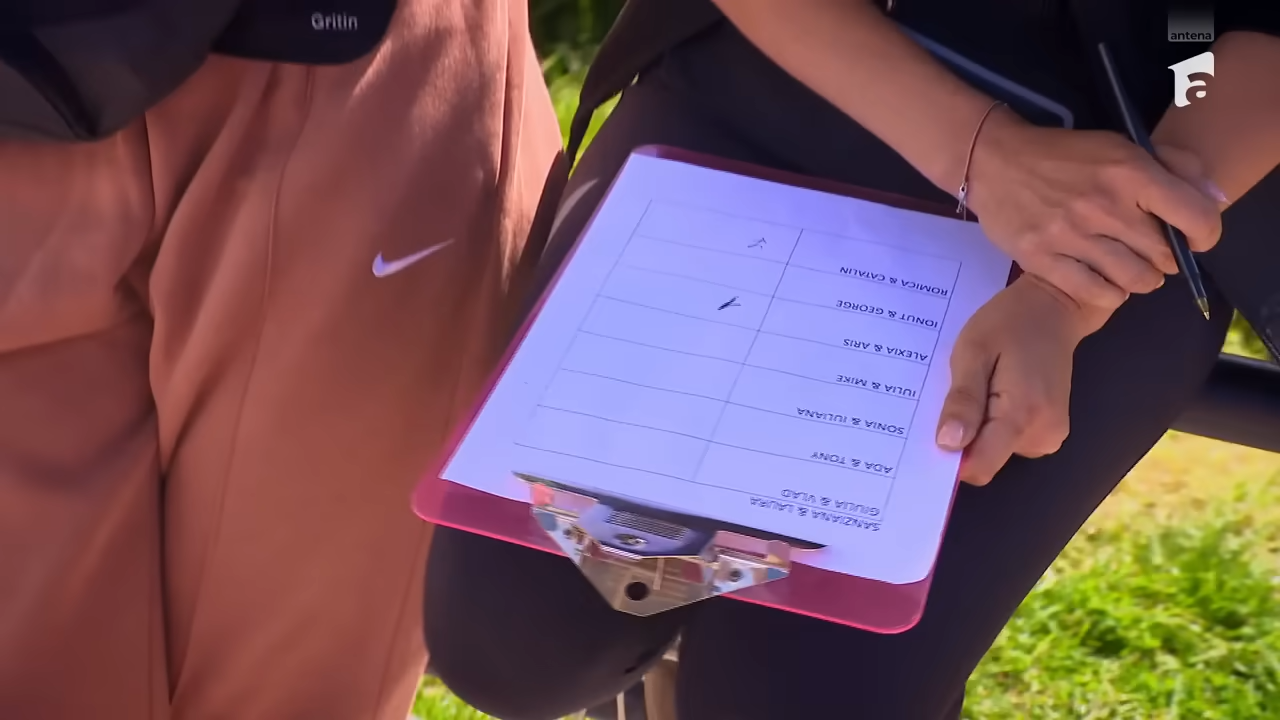 Gritin
antena
a
SANZIANA & LAURA
GIULIA & VLAD
ADA & TONY
SONIA & IULIANA
IULIA & MIKE
ALEXIA & ARIS
IONUT & GEORGE
ROMICA & CATALIN